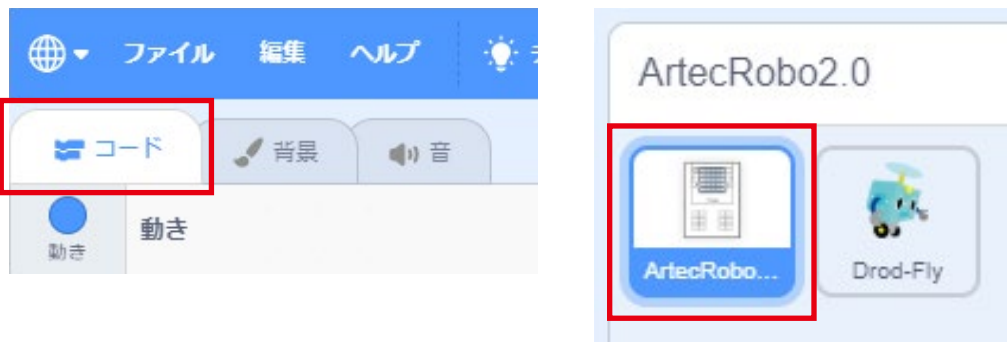 ファイル 編集 ヘルプ
コード 背景 音
動き
動き
ArtecRobo2.0
ArtecRobo... Drod-Fly